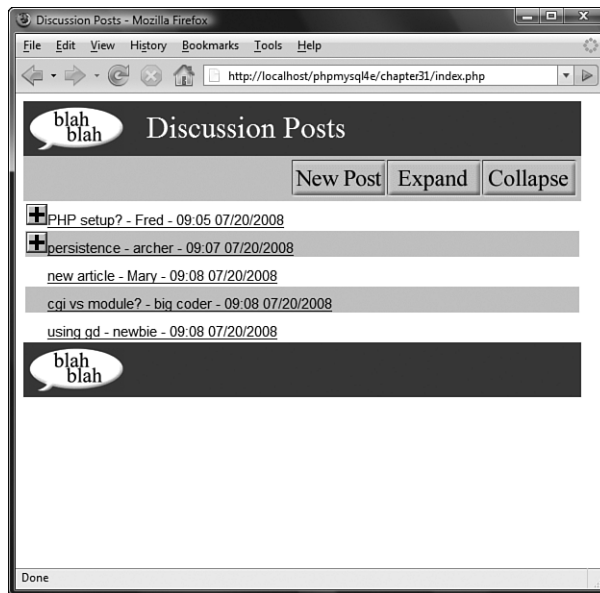 Discussion Posts - Mozilla Firefox
File Edit View History Bookmarks Tools Help
http://localhost/phpmysql4e/chapter31/index.php
blah
blah
Discussion Posts
New Post Expand Collapse
PHP setup? - Fred - 09:05 07/20/2008
persistence - archer - 09:07 07/20/2008
new article - Mary - 09:08 07/20/2008
cgi vs module? - big coder - 09:08 07/20/2008
using gd - newbie - 09:08 07/20/2008
blah
blah
Done